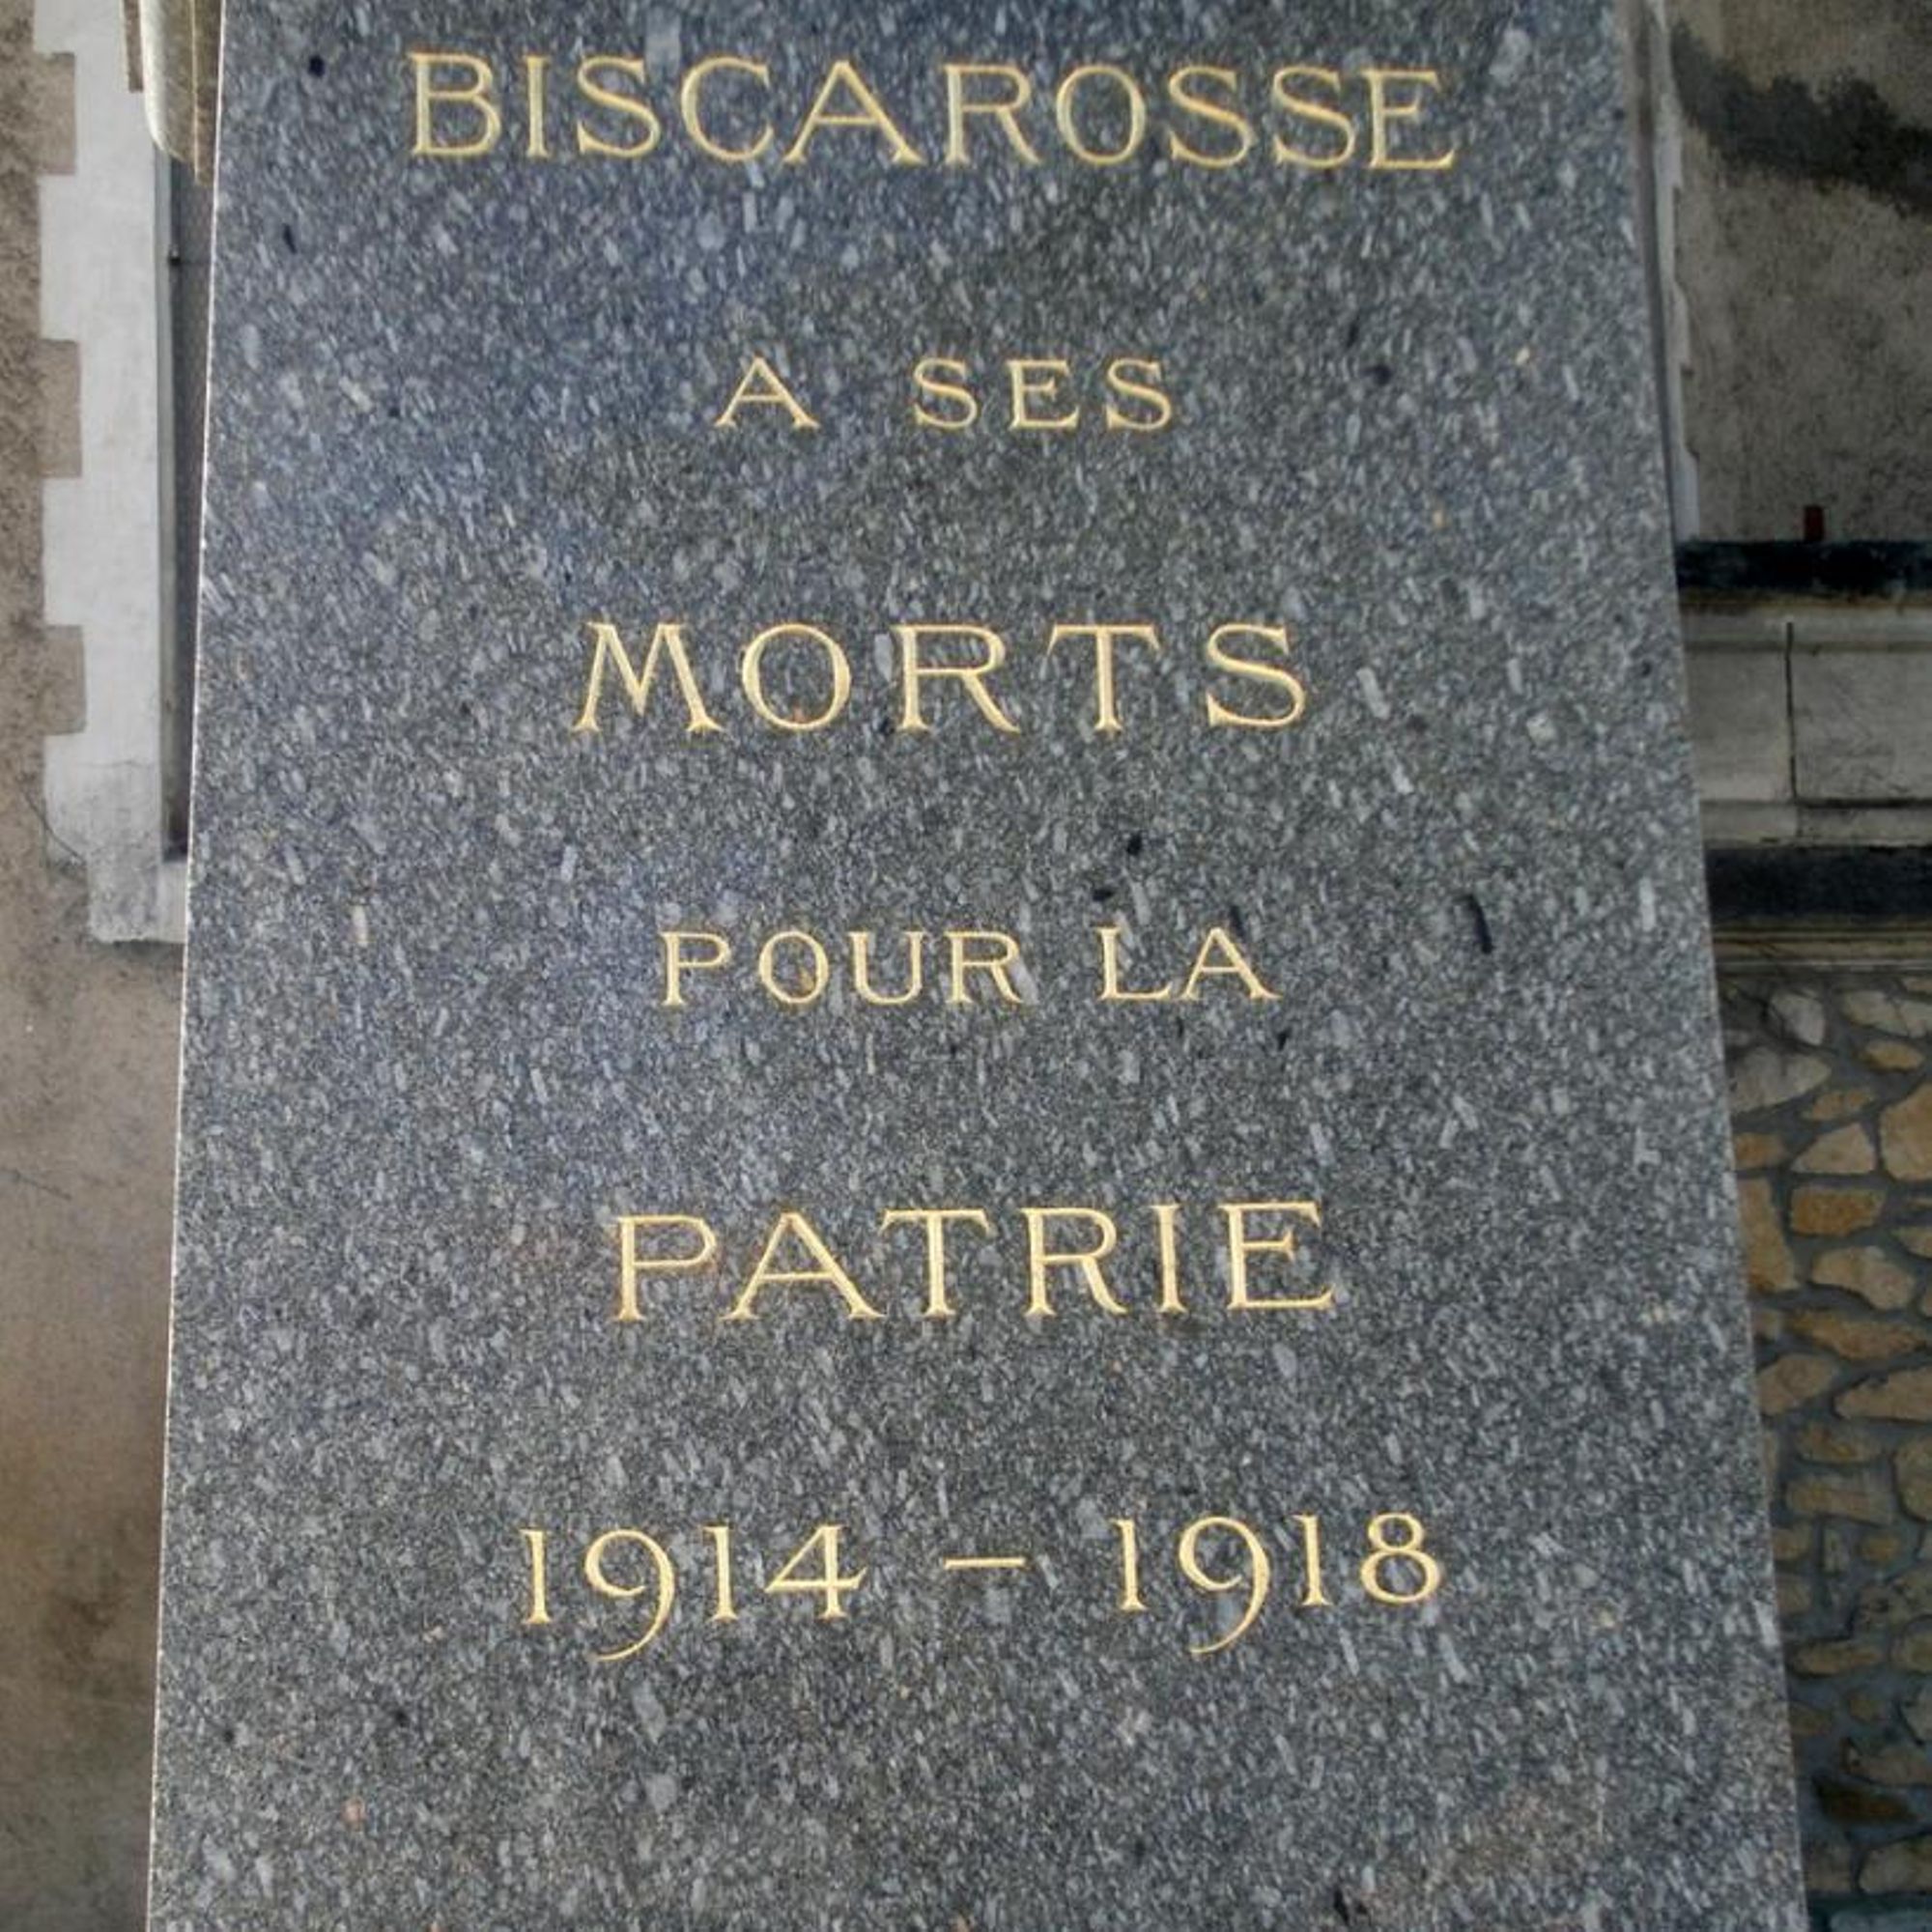 BISCAROSSE
A SES
MORTS
POUR LA
PATRIE
1914 - 1918